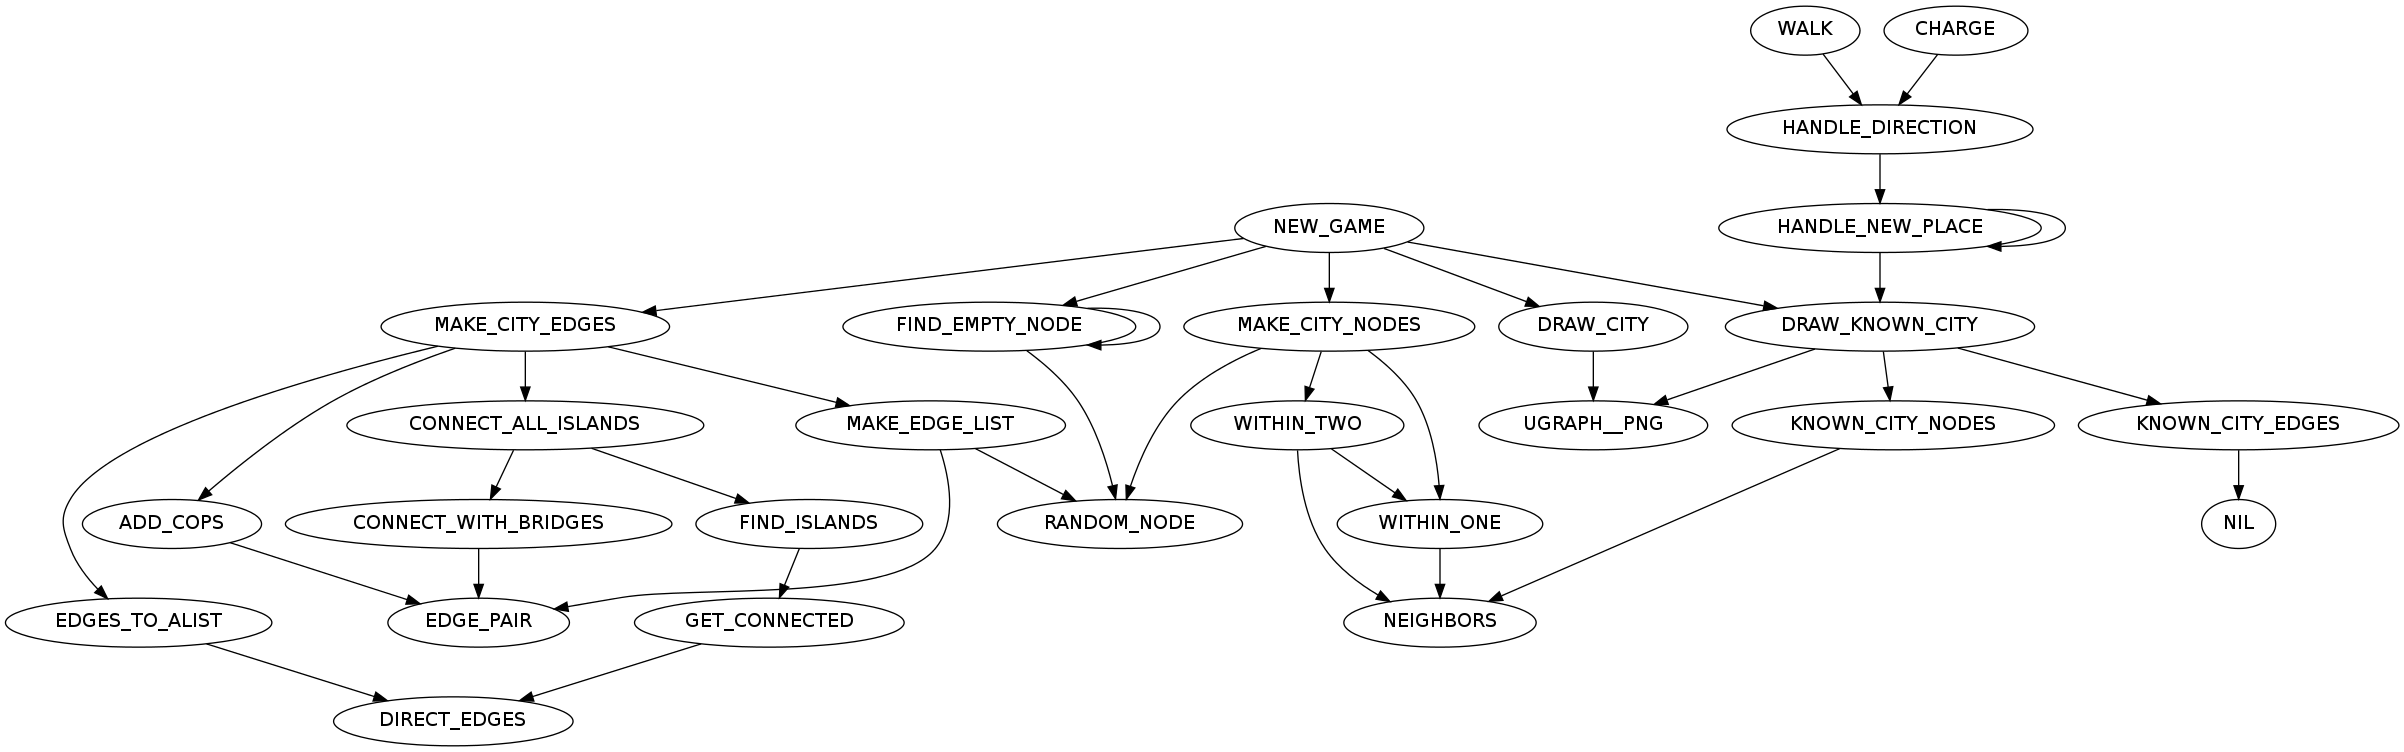 WALK
CHARGE
HANDLE_DIRECTION
NEW_GAME
HANDLE_NEW_PLACE
MAKE_CITY_EDGES
FIND_EMPTY_NODE
MAKE_CITY_NODES
DRAW_CITY
DRAW_KNOWN_CITY
CONNECT_ALL_ISLANDS
MAKE_EDGE_LIST
WITHIN_TWO
UGRAPH__PNG
KNOWN_CITY_NODES
KNOWN_CITY_EDGES
ADD_COPS
CONNECT_WITH_BRIDGES
FIND_ISLANDS
RANDOM_NODE
WITHIN_ONE
NIL
EDGES_TO_ALIST
EDGE_PAIR
GET_CONNECTED
NEIGHBORS
DIRECT_EDGES